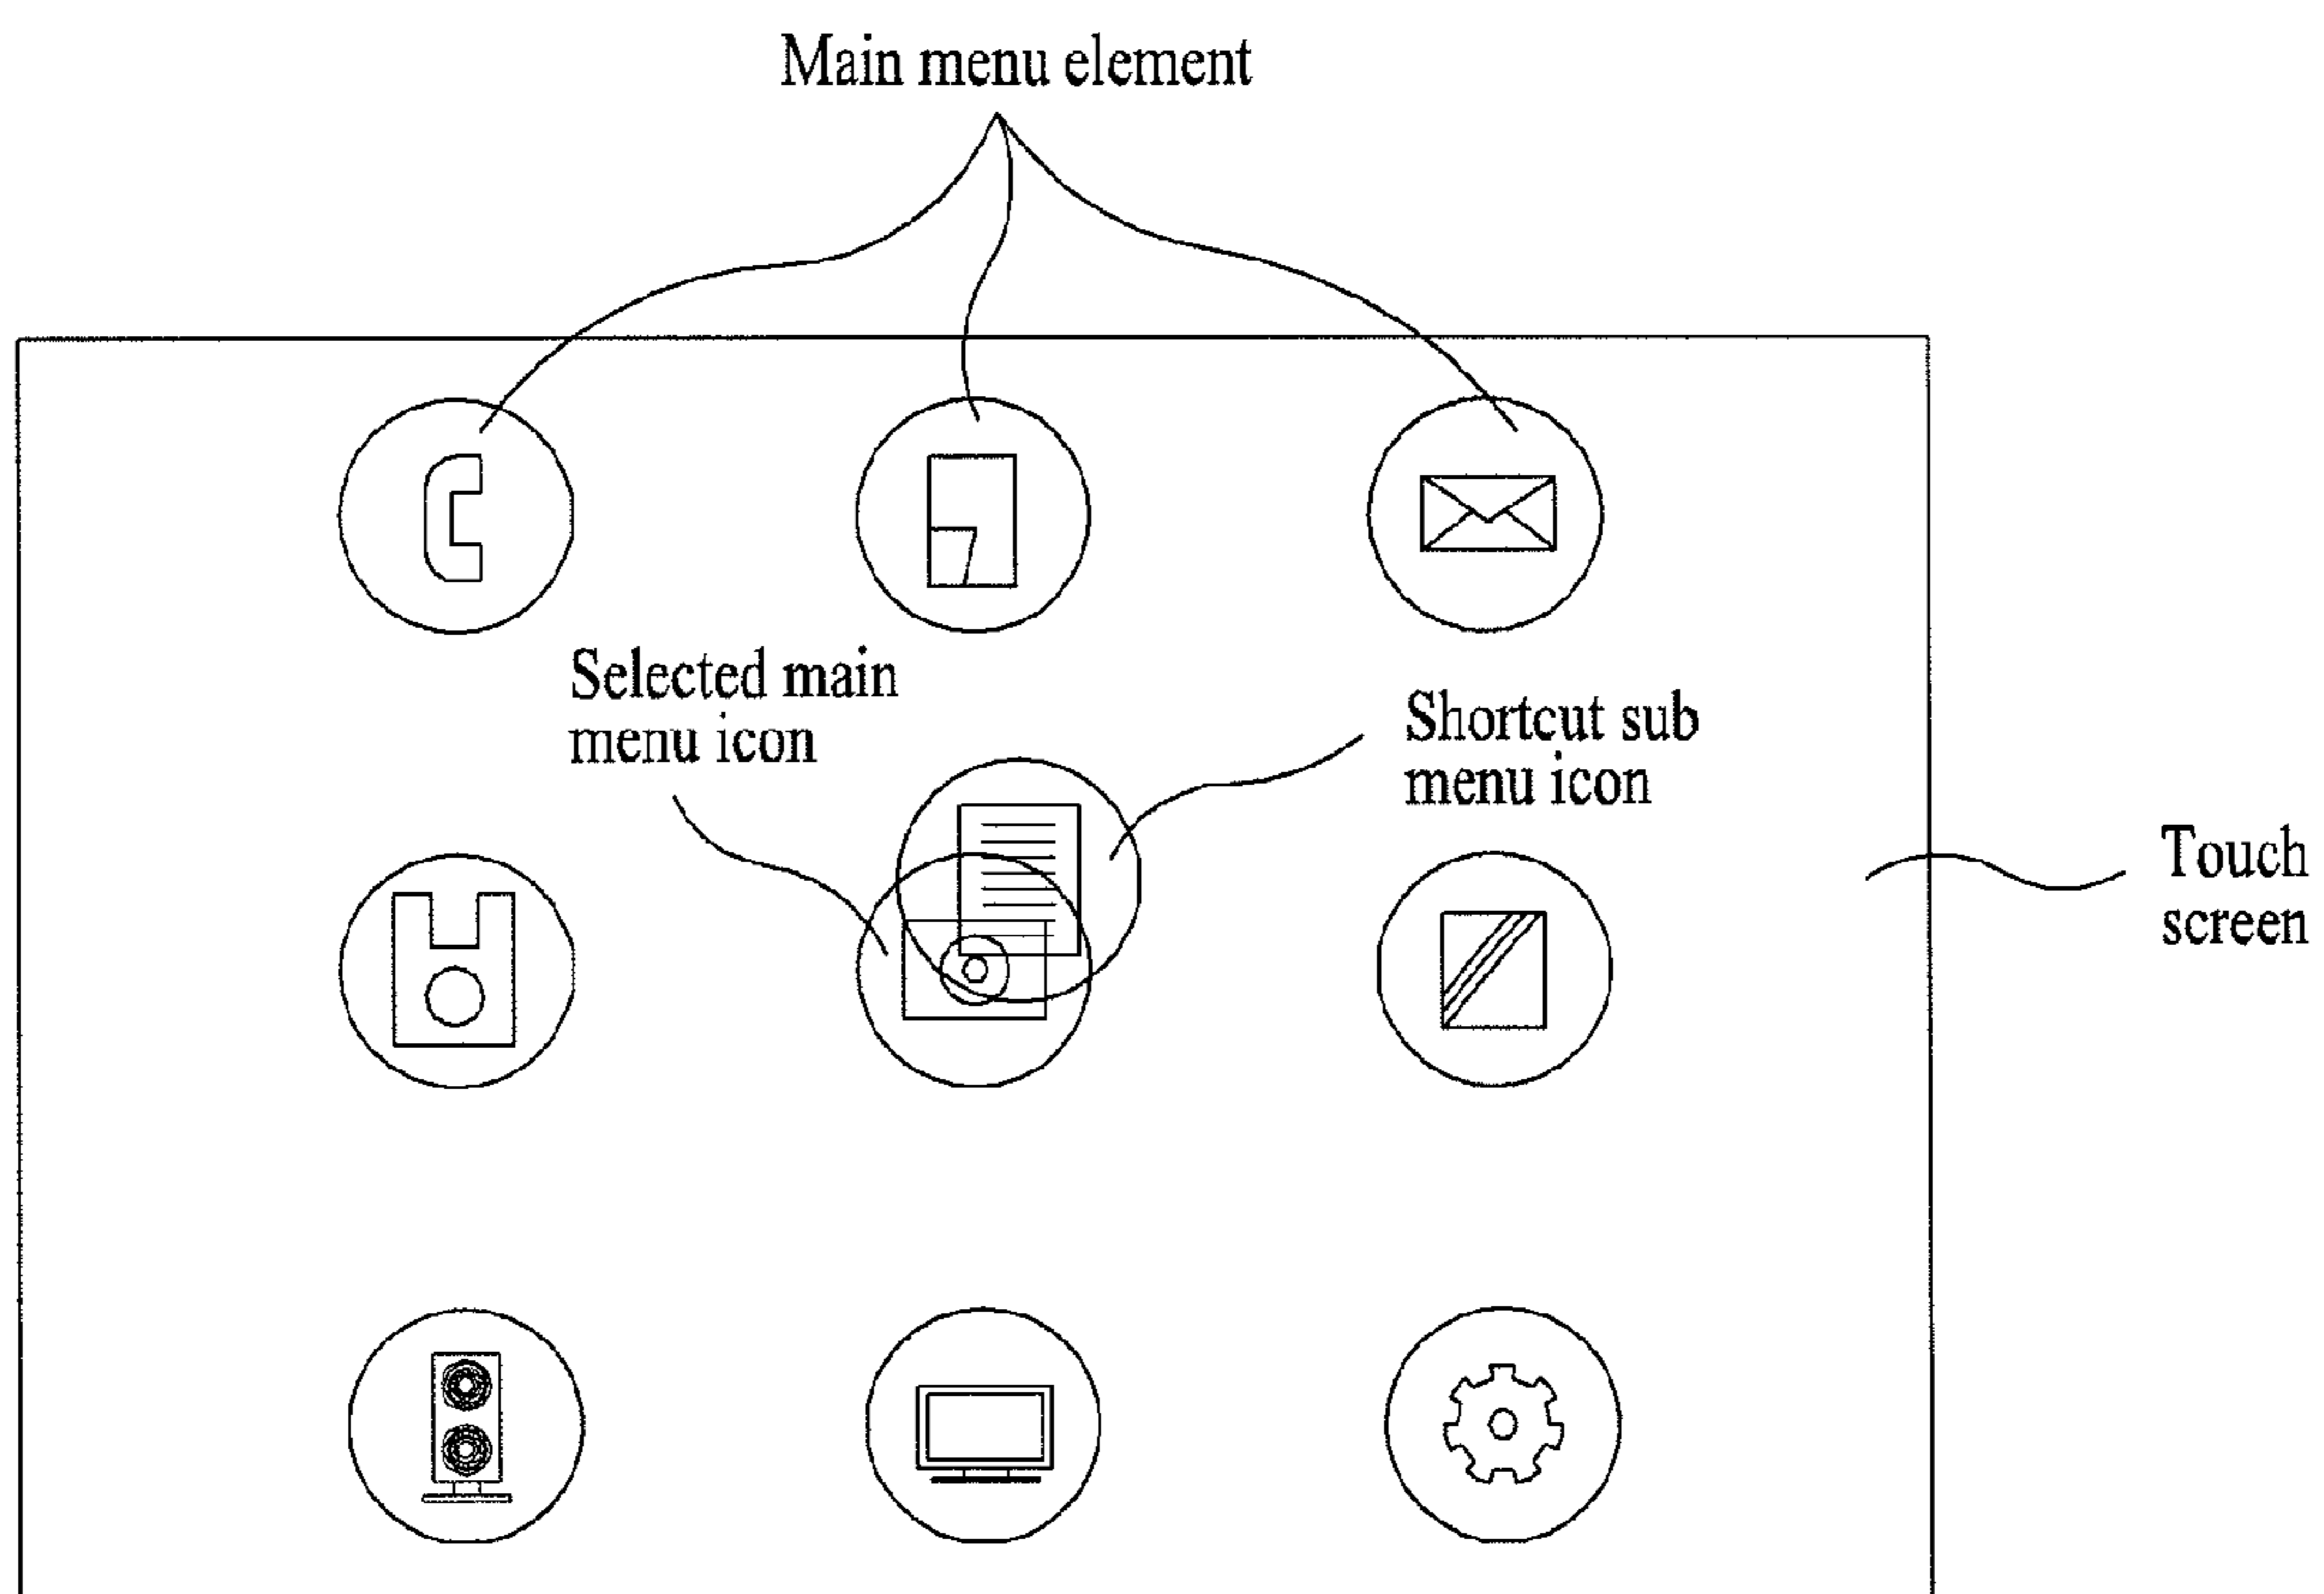 Main menu element
Selected main
menu icon
Shortcut sub
menu icon
Touch
screen